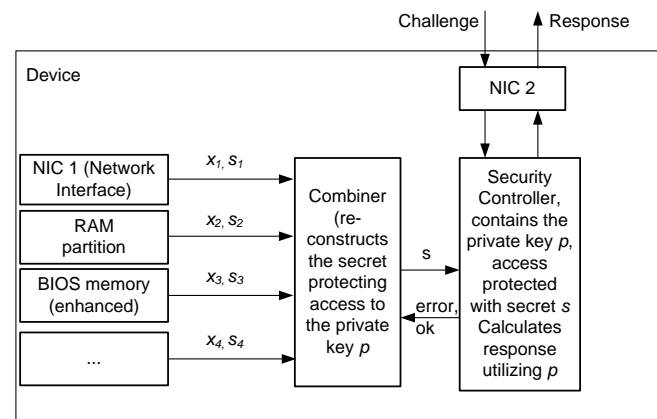 Challenge
Response
Device
NIC 2
NIC 1 (Network
Interface)
x1, s1
RAM
partition
x2, s2
BIOS memory
(enhanced)
x3, s3
...
x4, s4
Combiner
(re-
constructs
the secret
protecting
access to
the private
key p
s
error,
ok
Security
Controller,
contains the
private key p,
access
protected
with secret s
Calculates
response
utilizing p